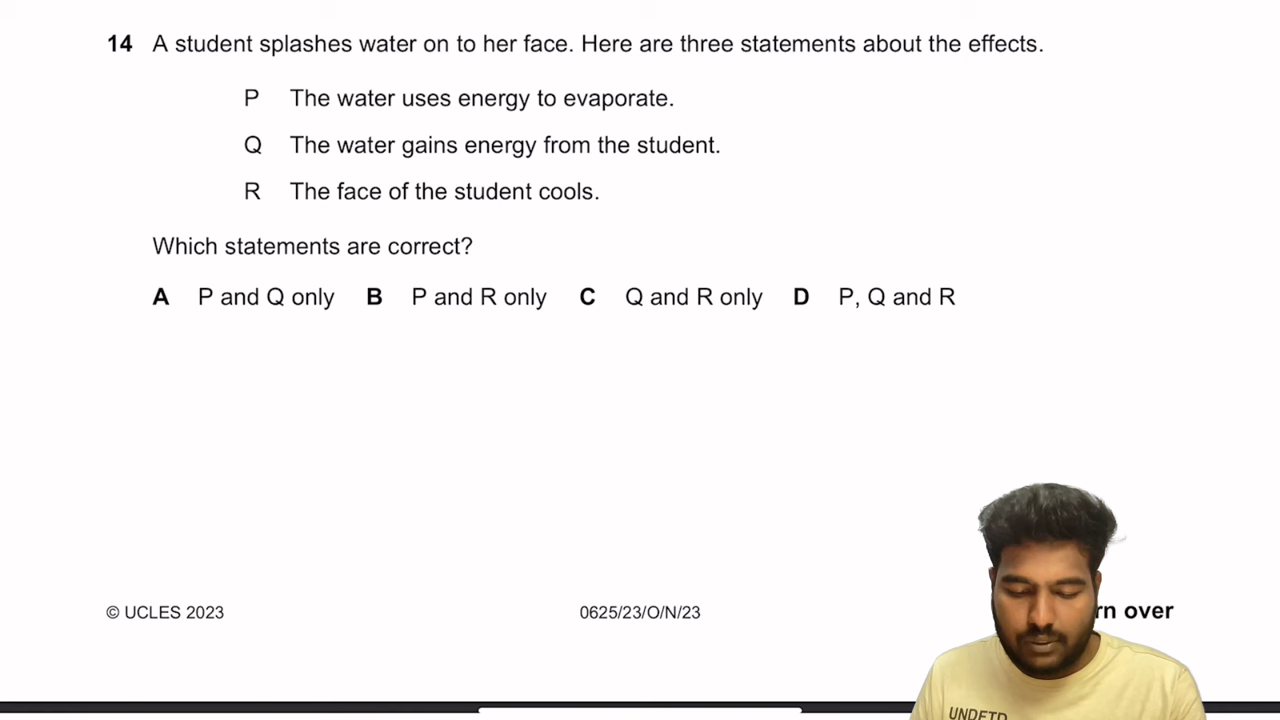 14 A student splashes water on to her face. Here are three statements about the effects.
P The water uses energy to evaporate.
Q The water gains energy from the student.
R The face of the student cools.
Which statements are correct?
A P and Q only B P and R only C Q and R only D P, Q and R
© UCLES 2023 0625/23/O/N/23 over